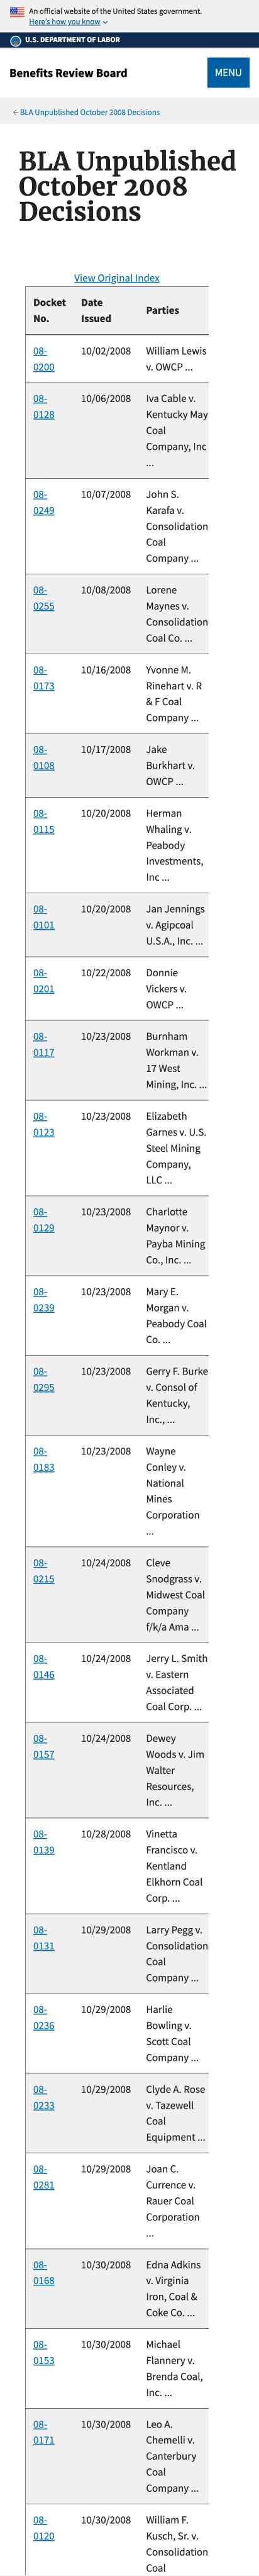 An official website of the United States government.
Here's how you know
U.S. DEPARTMENT OF LABOR
Benefits Review Board
MENU
← BLA Unpublished October 2008 Decisions
BLA Unpublished
October 2008
Decisions
View Original Index
Docket No. Date Issued Parties
08-0200 10/02/2008 William Lewis v. OWCP ...
08-0128 10/06/2008 Iva Cable v. Kentucky May Coal Company, Inc ...
08-0249 10/07/2008 John S. Karafa v. Consolidation Coal Company ...
08-0255 10/08/2008 Lorene Maynes v. Consolidation Coal Co. ...
08-0173 10/16/2008 Yvonne M. Rinehart v. R & F Coal Company ...
08-0108 10/17/2008 Jake Burkhart v. OWCP ...
08-0115 10/20/2008 Herman Whaling v. Peabody Investments, Inc ...
08-0101 10/20/2008 Jan Jennings v. Agipcoal U.S.A., Inc. ...
08-0201 10/22/2008 Donnie Vickers v. OWCP ...
08-0117 10/23/2008 Burnham Workman v. 17 West Mining, Inc. ...
08-0123 10/23/2008 Elizabeth Garnes v. U.S. Steel Mining Company, LLC ...
08-0129 10/23/2008 Charlotte Maynor v. Payba Mining Co., Inc. ...
08-0239 10/23/2008 Mary E. Morgan v. Peabody Coal Co. ...
08-0295 10/23/2008 Gerry F. Burke v. Consol of Kentucky, Inc., ...
08-0183 10/23/2008 Wayne Conley v. National Mines Corporation ...
08-0215 10/24/2008 Cleve Snodgrass v. Midwest Coal Company f/k/a Ama ...
08-0146 10/24/2008 Jerry L. Smith v. Eastern Associated Coal Corp. ...
08-0157 10/24/2008 Dewey Woods v. Jim Walter Resources, Inc. ...
08-0139 10/28/2008 Vinetta Francisco v. Kentland Elkhorn Coal Corp. ...
08-0131 10/29/2008 Larry Pegg v. Consolidation Coal Company ...
08-0236 10/29/2008 Harlie Bowling v. Scott Coal Company ...
08-0233 10/29/2008 Clyde A. Rose v. Tazewell Coal Equipment ...
08-0281 10/29/2008 Joan C. Currence v. Rauer Coal Corporation ...
08-0168 10/30/2008 Edna Adkins v. Virginia Iron, Coal & Coke Co. ...
08-0153 10/30/2008 Michael Flannery v. Brenda Coal, Inc. ...
08-0171 10/30/2008 Leo A. Chemelli v. Canterbury Coal Company ...
08-0120 10/30/2008 William F. Kusch, Sr. v. Consolidation Coal